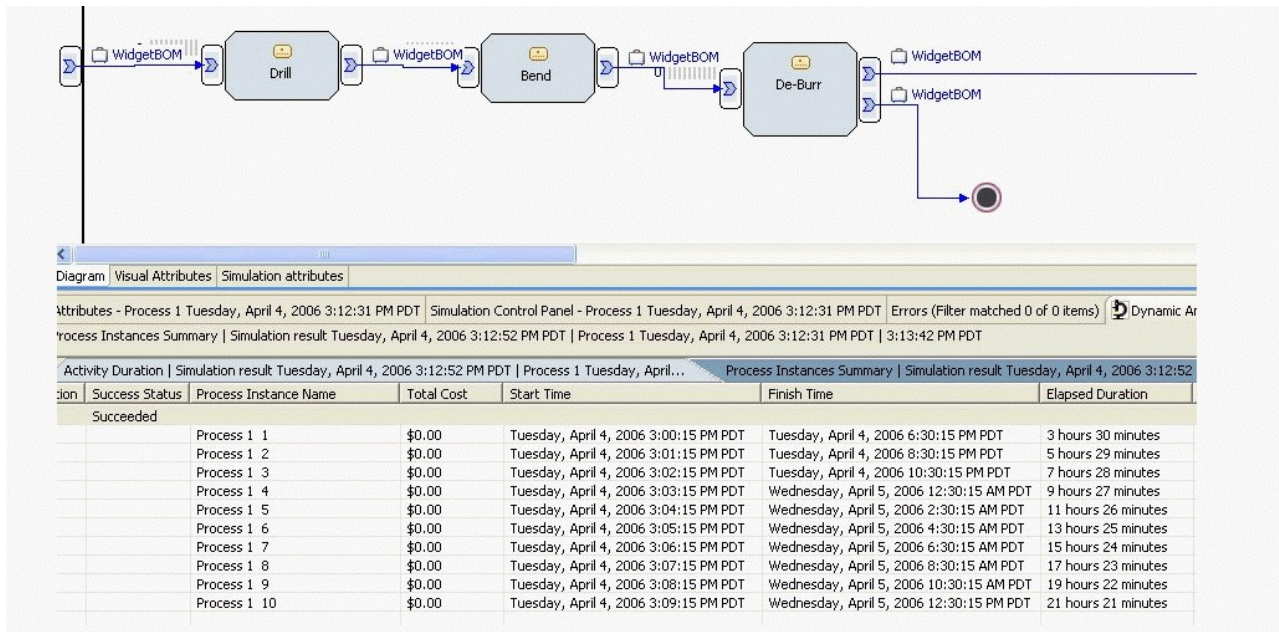 WidgetBOM
Drill
WidgetBOM
Bend
WidgetBOM
De-Burr
WidgetBOM
WidgetBOM
Diagram Visual Attributes Simulation attributes
Attributes - Process 1 Tuesday, April 4, 2006 3:12:31 PM PDT Simulation Control Panel - Process 1 Tuesday, April 4, 2006 3:12:31 PM PDT Errors (Filter matched 0 of 0 items) Dynamic Ar
Process Instances Summary | Simulation result Tuesday, April 4, 2006 3:12:52 PM PDT | Process 1 Tuesday, April 4, 2006 3:12:31 PM PDT | 3:13:42 PM PDT
Activity Duration | Simulation result Tuesday, April 4, 2006 3:12:52 PM PDT | Process 1 Tuesday, April... Process Instances Summary | Simulation result Tuesday, April 4, 2006 3:12:52
tion Success Status Process Instance Name Total Cost Start Time Finish Time Elapsed Duration
Succeeded
Process 1 1 $0.00 Tuesday, April 4, 2006 3:00:15 PM PDT Tuesday, April 4, 2006 6:30:15 PM PDT 3 hours 30 minutes
Process 1 2 $0.00 Tuesday, April 4, 2006 3:01:15 PM PDT Tuesday, April 4, 2006 8:30:15 PM PDT 5 hours 29 minutes
Process 1 3 $0.00 Tuesday, April 4, 2006 3:02:15 PM PDT Tuesday, April 4, 2006 10:30:15 PM PDT 7 hours 28 minutes
Process 1 4 $0.00 Tuesday, April 4, 2006 3:03:15 PM PDT Wednesday, April 5, 2006 12:30:15 AM PDT 9 hours 27 minutes
Process 1 5 $0.00 Tuesday, April 4, 2006 3:04:15 PM PDT Wednesday, April 5, 2006 2:30:15 AM PDT 11 hours 26 minutes
Process 1 6 $0.00 Tuesday, April 4, 2006 3:05:15 PM PDT Wednesday, April 5, 2006 4:30:15 AM PDT 13 hours 25 minutes
Process 1 7 $0.00 Tuesday, April 4, 2006 3:06:15 PM PDT Wednesday, April 5, 2006 6:30:15 AM PDT 15 hours 24 minutes
Process 1 8 $0.00 Tuesday, April 4, 2006 3:07:15 PM PDT Wednesday, April 5, 2006 8:30:15 AM PDT 17 hours 23 minutes
Process 1 9 $0.00 Tuesday, April 4, 2006 3:08:15 PM PDT Wednesday, April 5, 2006 10:30:15 AM PDT 19 hours 22 minutes
Process 1 10 $0.00 Tuesday, April 4, 2006 3:09:15 PM PDT Wednesday, April 5, 2006 12:30:15 PM PDT 21 hours 21 minutes